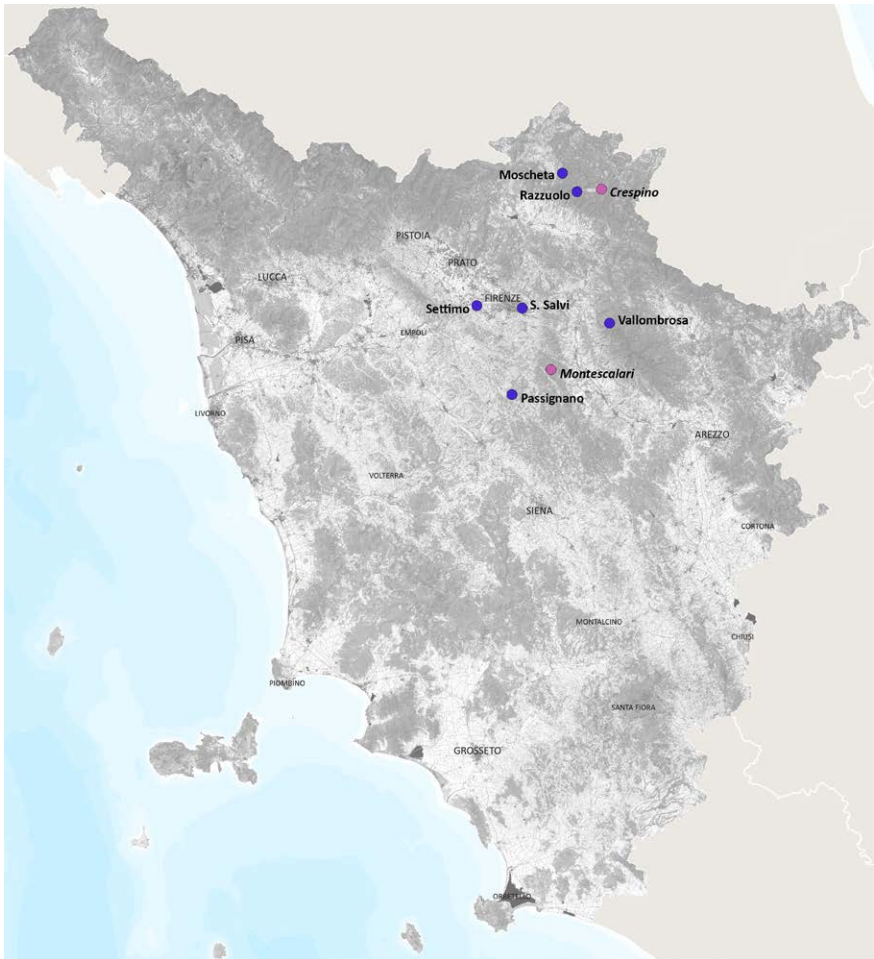 Moscheta
Razzuolo
Crespino
PISTOIA
PRATO
LUCCA
FIRENZE
Settimo
S. Salvi
Vallombrosa
EMPOLI
PISA
Montescalari
Passignano
LIVORNO
AREZZO
VOLTERRA
SIENA
CORTONA
MONTALCINO
CHIUSI
PIOMBINO
SANTA FIORA
GROSSETO
ORBETELLO